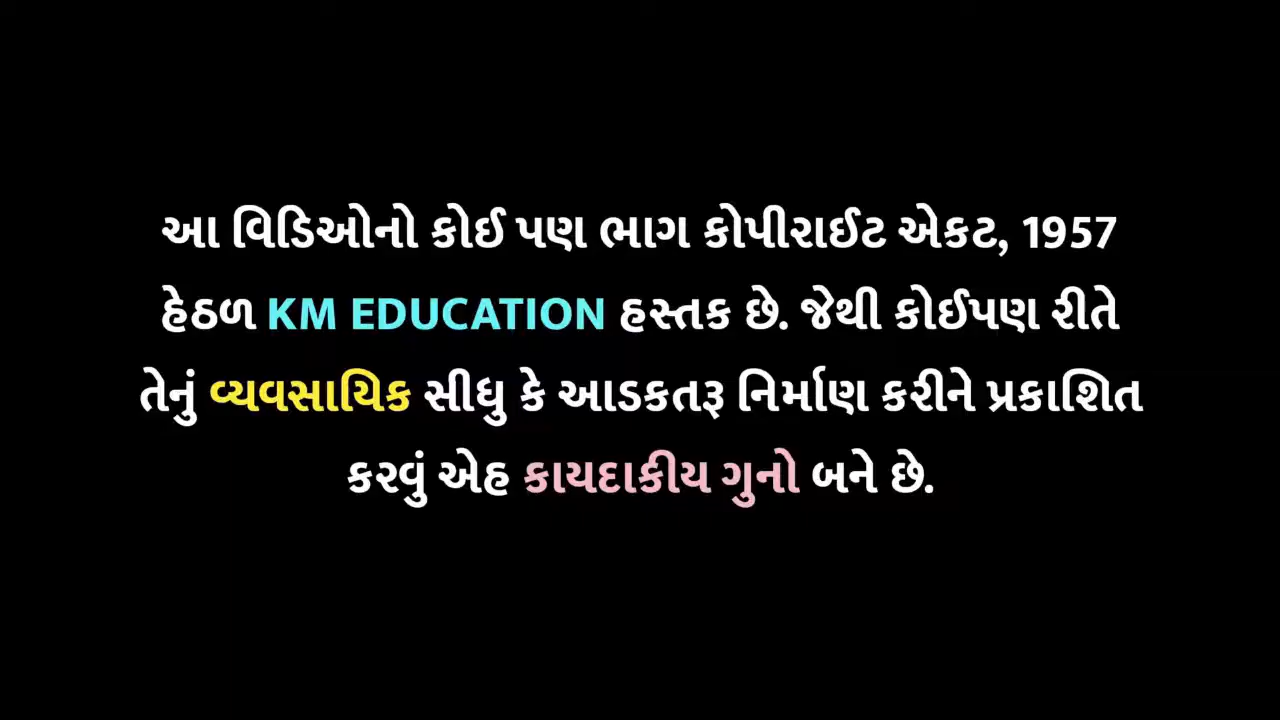 આ વિડિઓનો કોઈ પણ ભાગ કોપીરાઈટ એકટ, 1957
હેઠળ KM EDUCATION હસ્તક છે. જેથી કોઈપણ રીતે
તેનું વ્યવસાયિક સીધુ કે આડકતરૂ નિર્માણ કરીને પ્રકાશિત
કરવું એહ કાયદાકીય ગુનો બને છે.